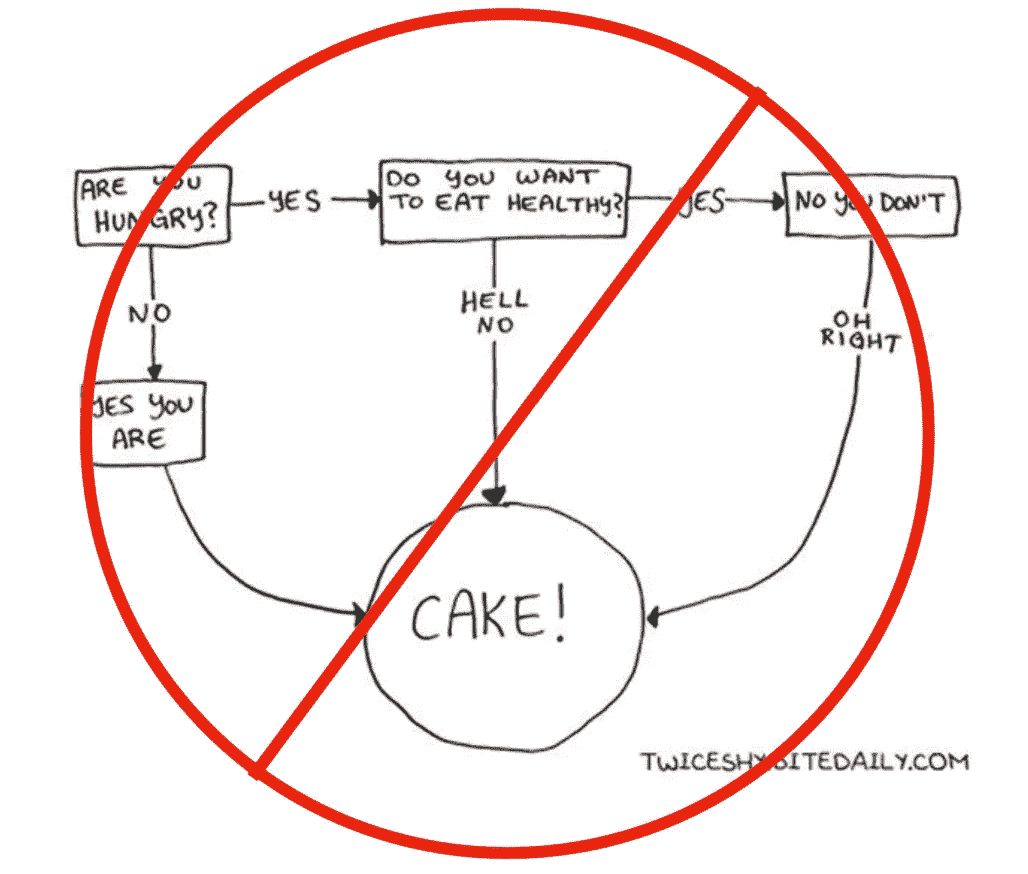 ARE YOU
HUNGRY?
YES
DO YOU WANT
TO EAT HEALTHY?
YES
NO YOU DON'T
NO
HELL
NO
OH
RIGHT
YES YOU
ARE
CAKE!
TWICESHYBITEDAILY.COM